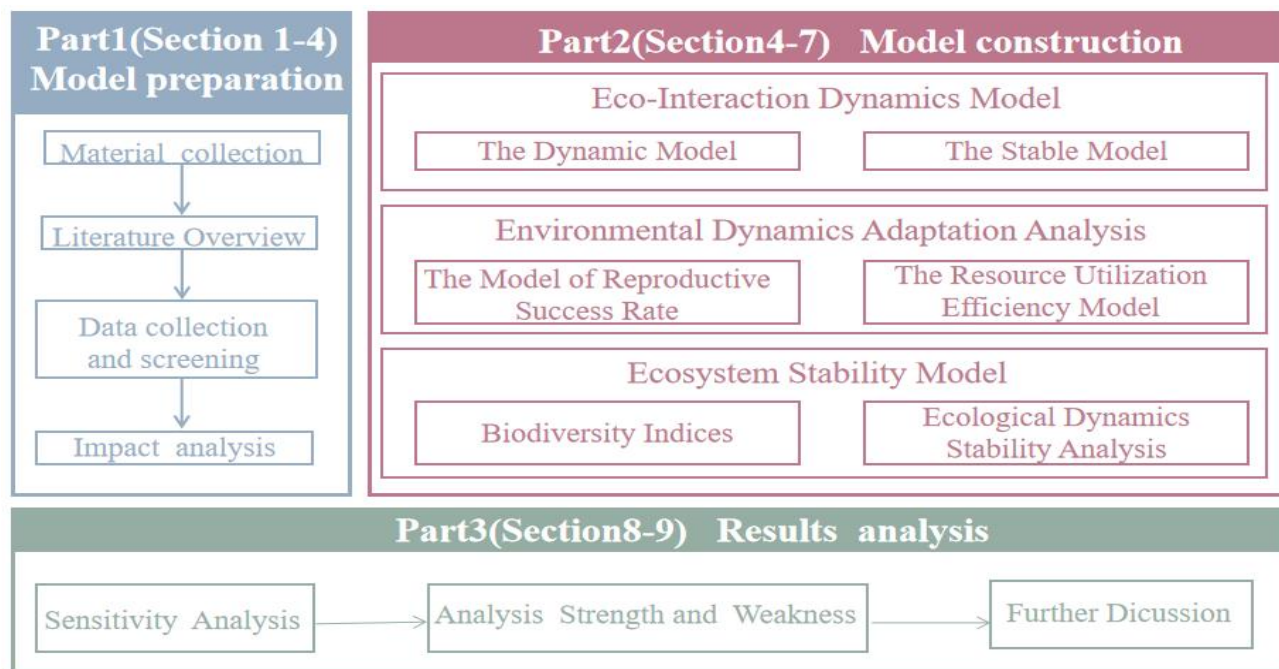 Part1(Section 1-4)
Model preparation
Material collection
Literature Overview
Data collection
and screening
Impact analysis
Part2(Section4-7) Model construction
Eco-Interaction Dynamics Model
The Dynamic Model
The Stable Model
Environmental Dynamics Adaptation Analysis
The Model of Reproductive
Success Rate
The Resource Utilization
Efficiency Model
Ecosystem Stability Model
Biodiversity Indices
Ecological Dynamics
Stability Analysis
Part3(Section8-9) Results analysis
Sensitivity Analysis
Analysis Strength and Weakness
Further Dicussion